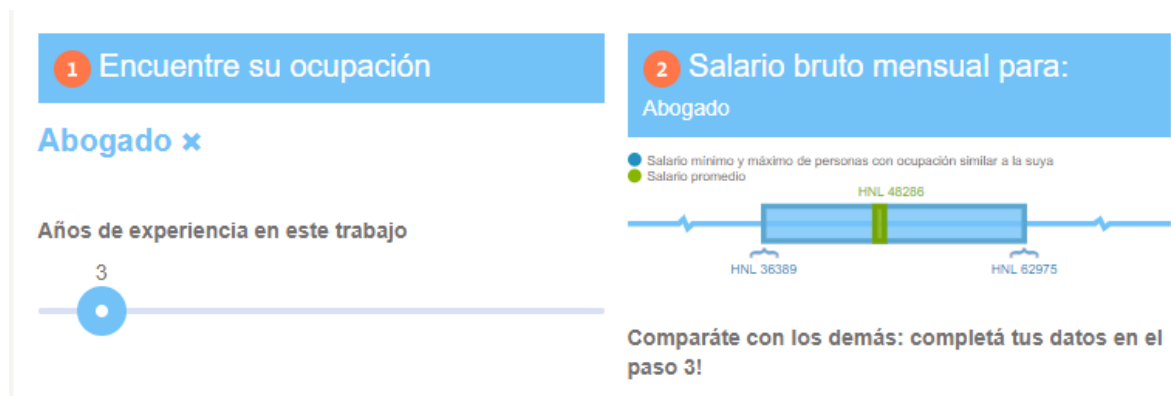 1 Encuentre su ocupación
Abogado ✖
Años de experiencia en este trabajo
3
2 Salario bruto mensual para:
Abogado
Salario mínimo y máximo de personas con ocupación similar a la suya
Salario promedio
HNL 48286
HNL 36389
HNL 62975
Comparáte con los demás: completá tus datos en el
paso 3!